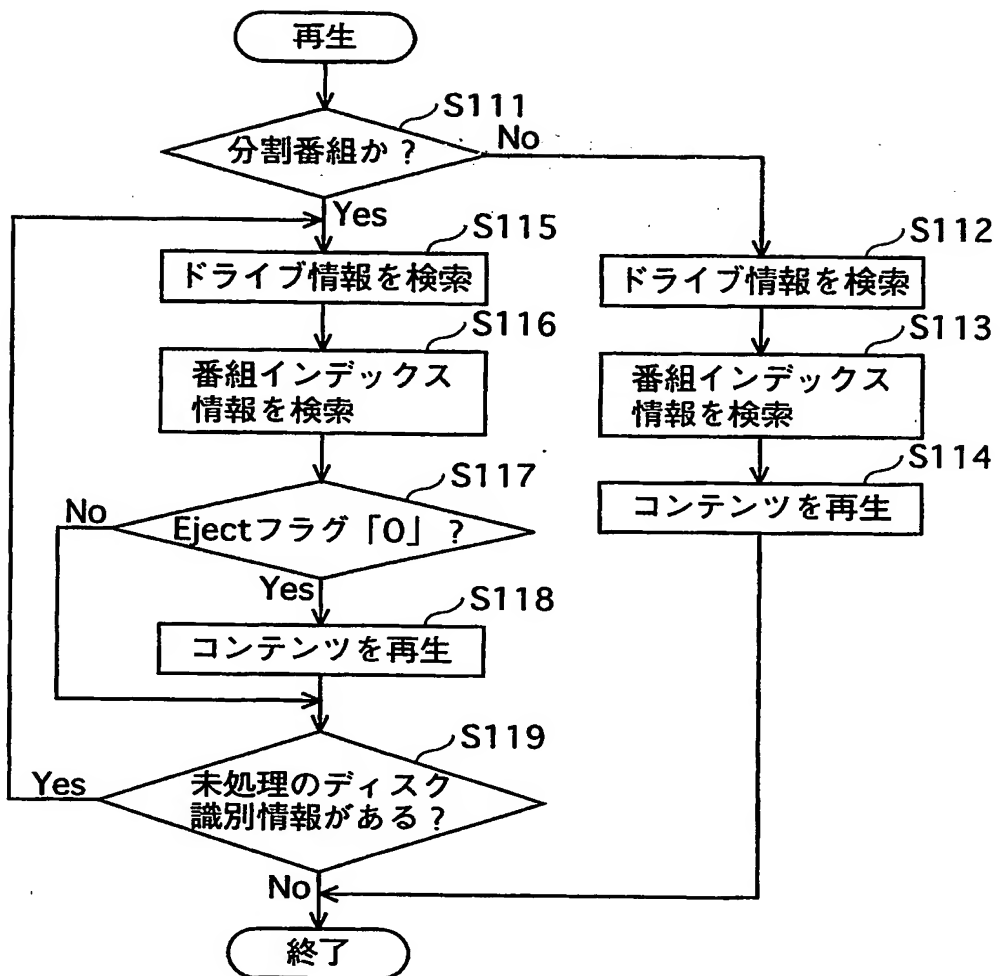 再生
S111
分割番組か？
No
Yes
S115
ドライブ情報を検索
S116
番組インデックス
情報を検索
S117
No
Ejectフラグ「0」？
Yes
S118
コンテンツを再生
S119
Yes
未処理のディスク
識別情報がある？
No
終了
S112
ドライブ情報を検索
S113
番組インデックス
情報を検索
S114
コンテンツを再生